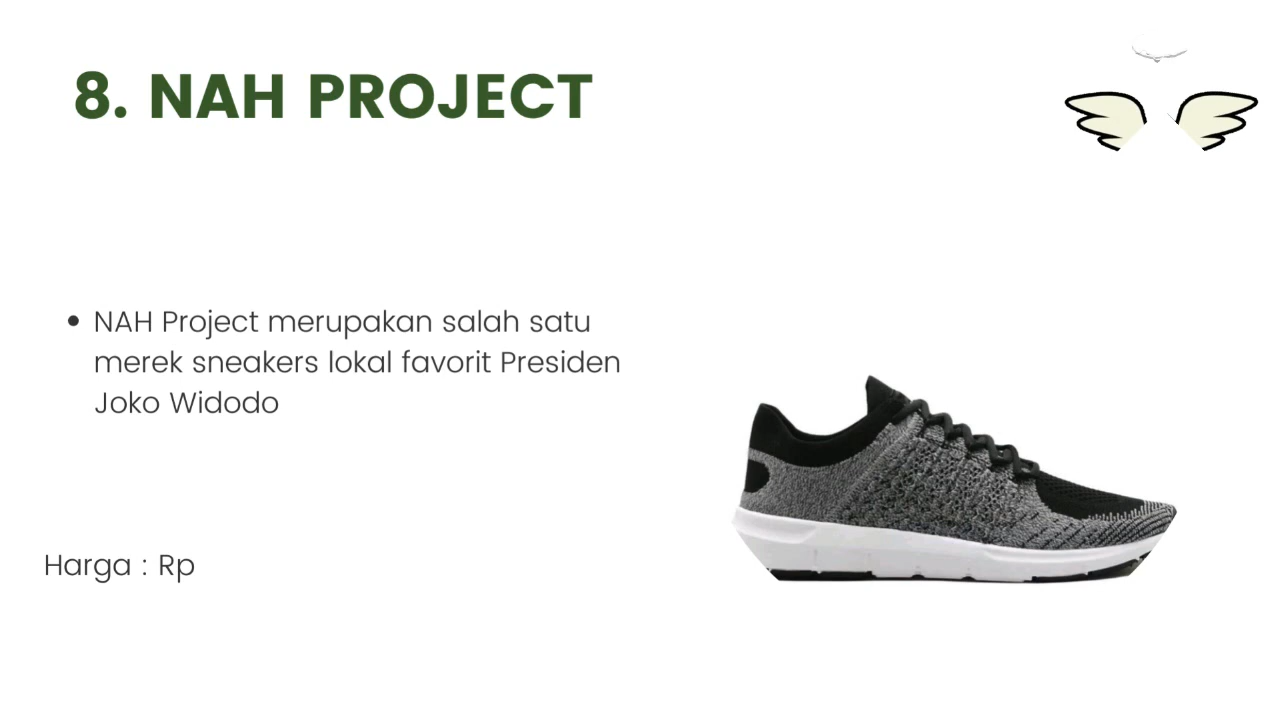 8. NAH PROJECT
• NAH Project merupakan salah satu
merek sneakers lokal favorit Presiden
Joko Widodo
Harga : Rp